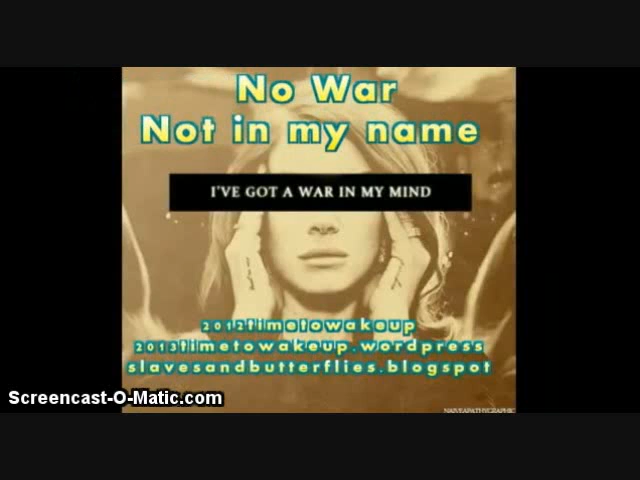 No War
Not in my name
I'VE GOT A WAR IN MY MIND
2012timetowakeup
2013timetowakeup.wordpress
slavesandbutterflies.blogspot
Screencast-O-Matic.com
NAIVEAPATHYGRAPHIC